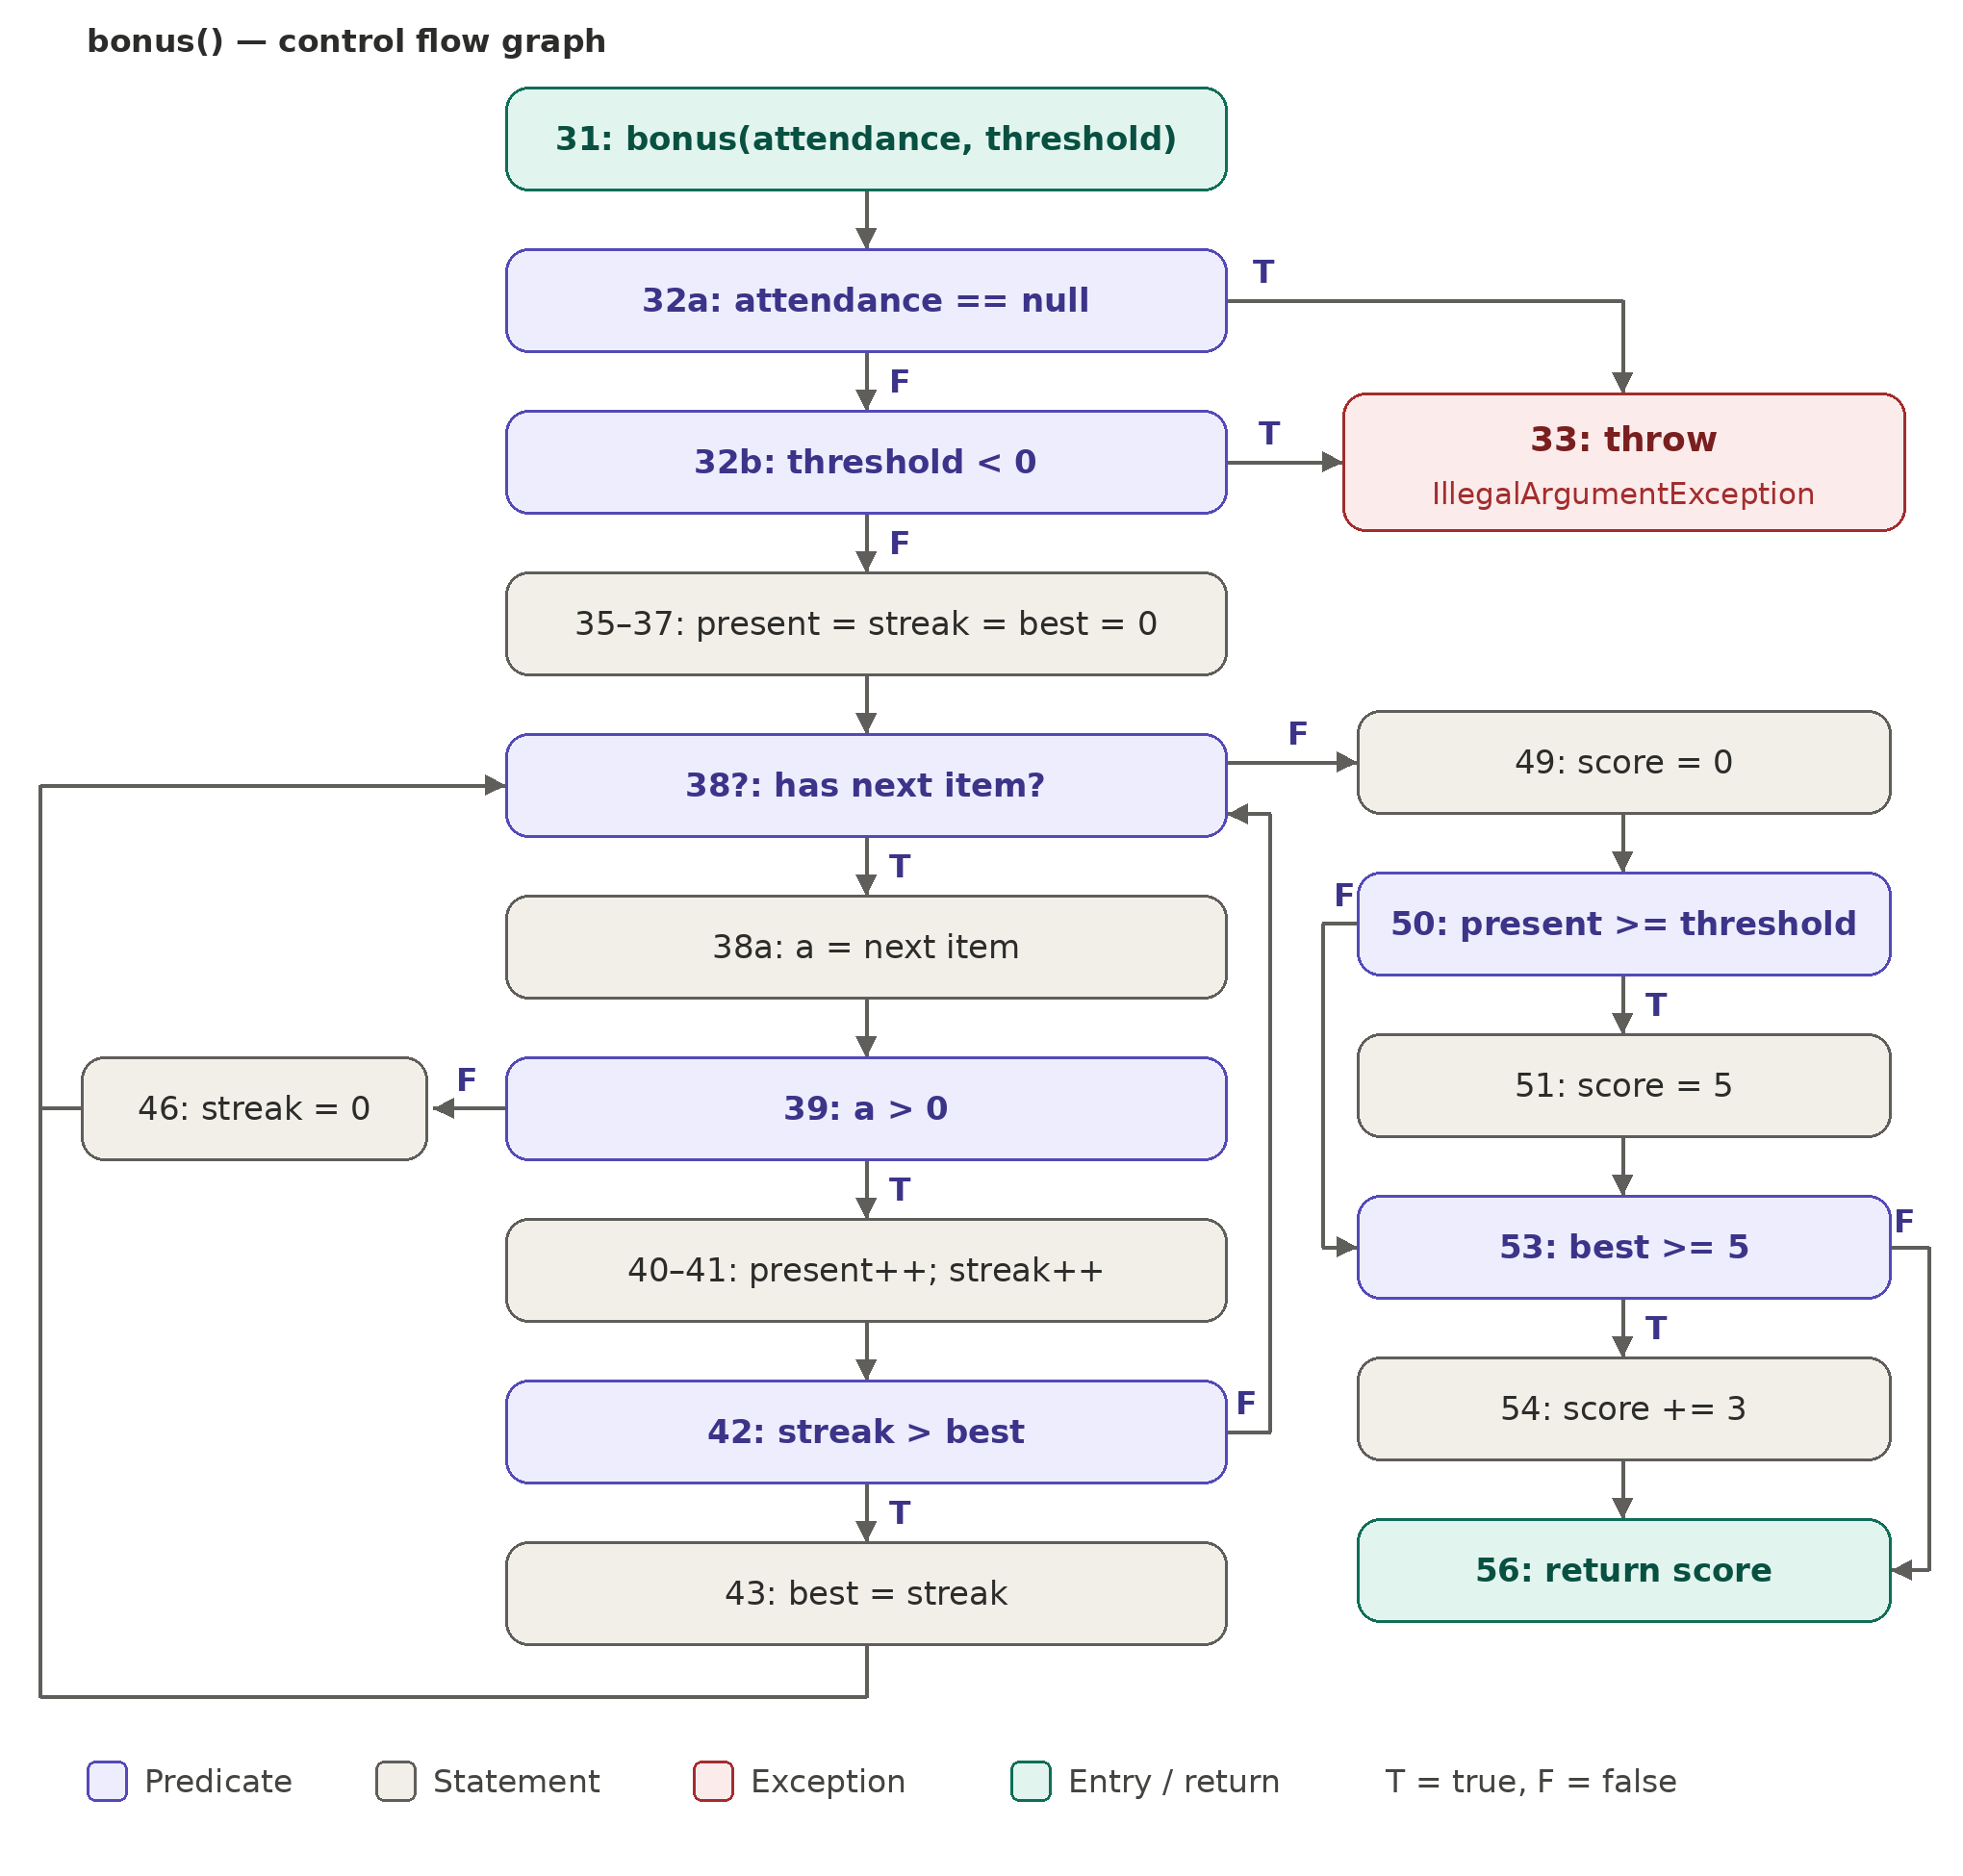 bonus() — control flow graph
31: bonus(attendance, threshold)
32a: attendance == null
T
F
32b: threshold < 0
T
33: throw
IllegalArgumentException
F
35–37: present = streak = best = 0
38?: has next item?
F
49: score = 0
T
38a: a = next item
F
50: present >= threshold
T
46: streak = 0
F
39: a > 0
51: score = 5
T
40–41: present++; streak++
53: best >= 5
F
T
42: streak > best
F
54: score += 3
T
43: best = streak
56: return score
Predicate
Statement
Exception
Entry / return
T = true, F = false